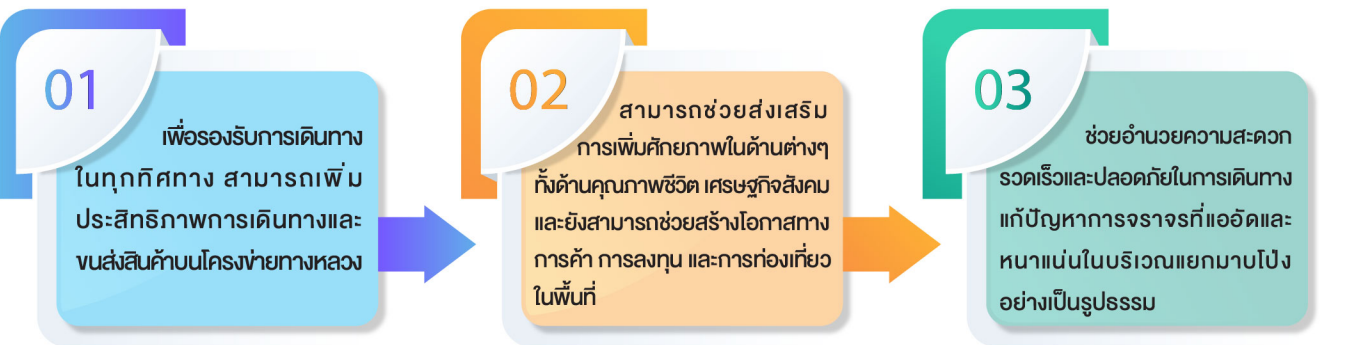 01
เพื่อรองรับการเดินทาง
ในทุกทิศทาง สามารถเพิ่ม
ประสิทธิภาพการเดินทางและ
ขนส่งสินค้าบนโครงข่ายทางหลวง
02
สามารถช่วยส่งเสริม
การเพิ่มศักยภาพในด้านต่างๆ
ทั้งด้านคุณภาพชีวิต เศรษฐกิจสังคม
และยังสามารถช่วยสร้างโอกาสทาง
การค้า การลงทุน และการท่องเที่ยว
ในพื้นที่
03
ช่วยอำนวยความสะดวก
รวดเร็วและปลอดภัยในการเดินทาง
แก้ปัญหาการจราจรที่แออัดและ
หนาแน่นในบริเวณแยกมาบโป่ง
อย่างเป็นรูปธรรม